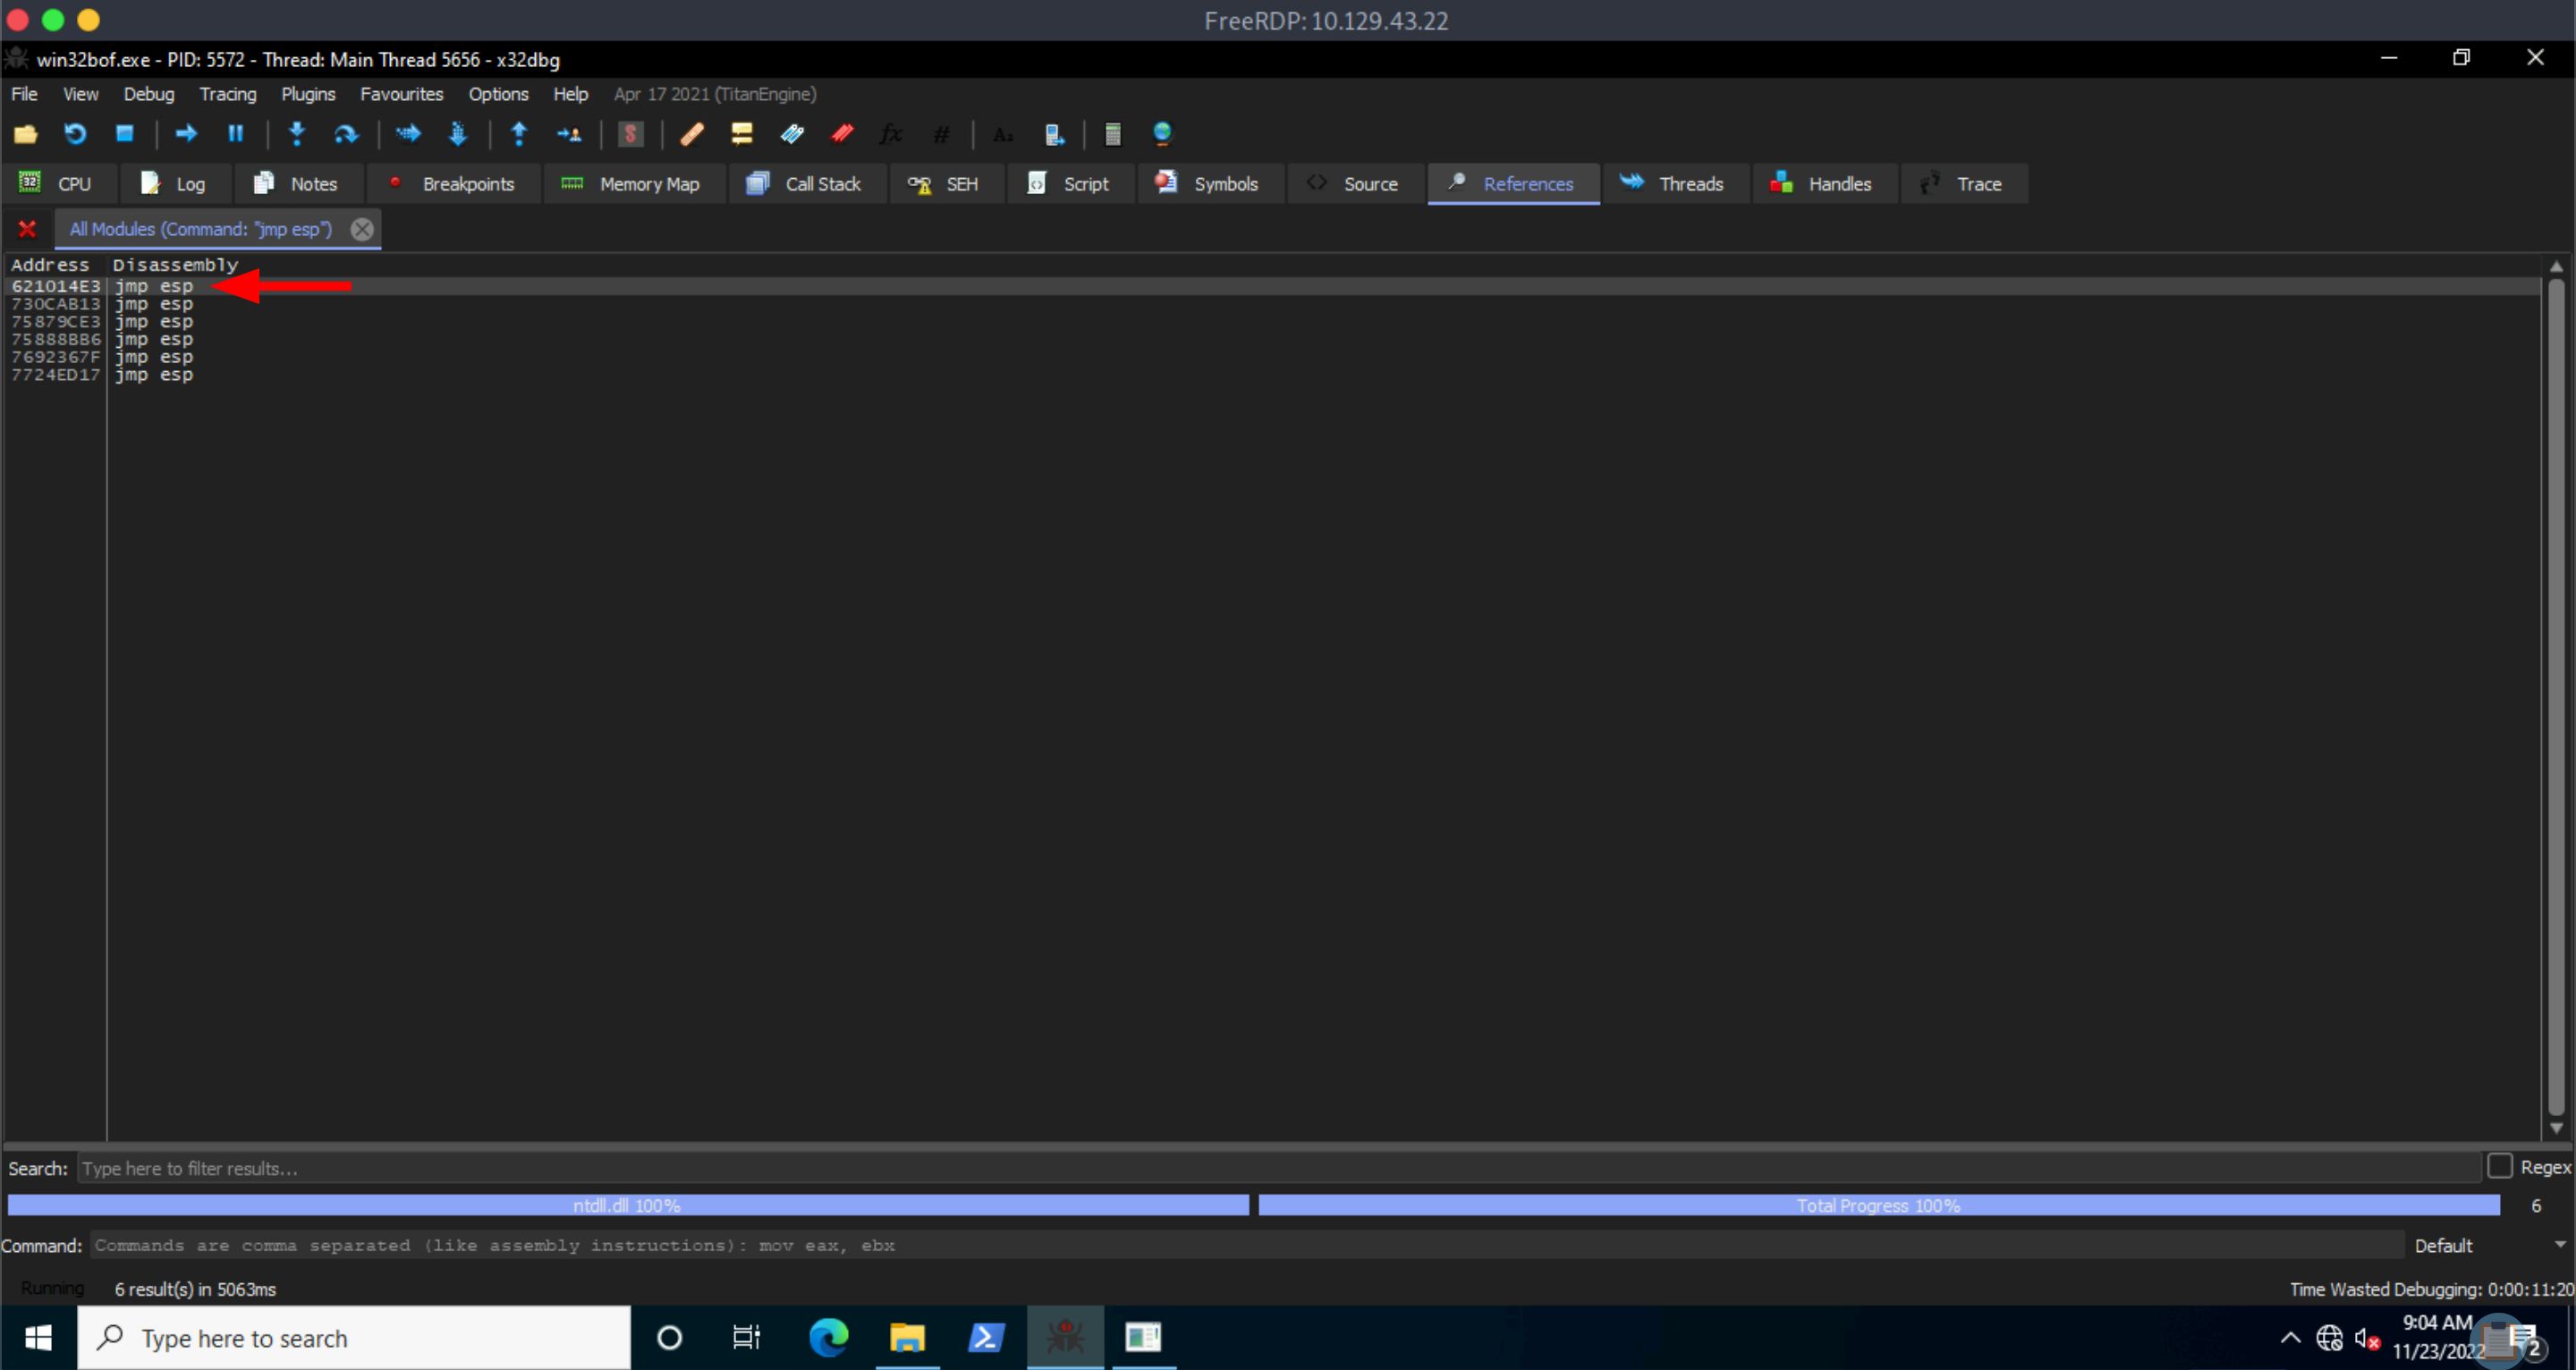 FreeRDP: 10.129.43.22
win32bof.exe - PID: 5572 - Thread: Main Thread 5656 - x32dbg
File View Debug Tracing Plugins Favourites Options Help Apr 17 2021 (TitanEngine)
CPU Log Notes Breakpoints Memory Map Call Stack SEH Script Symbols Source References Threads Handles Trace
All Modules (Command: "jmp esp")
Address Disassembly
621014E3 jmp esp
730CAB13 jmp esp
75879CE3 jmp esp
75888BB6 jmp esp
7692367F jmp esp
7724ED17 jmp esp
Search: Type here to filter results... Regex
ntdll.dll 100% Total Progress 100% 6
Command: Commands are comma separated (like assembly instructions): mov eax, ebx Default
Running 6 result(s) in 5063ms Time Wasted Debugging: 0:00:11:20
Type here to search 9:04 AM
11/23/2022 2